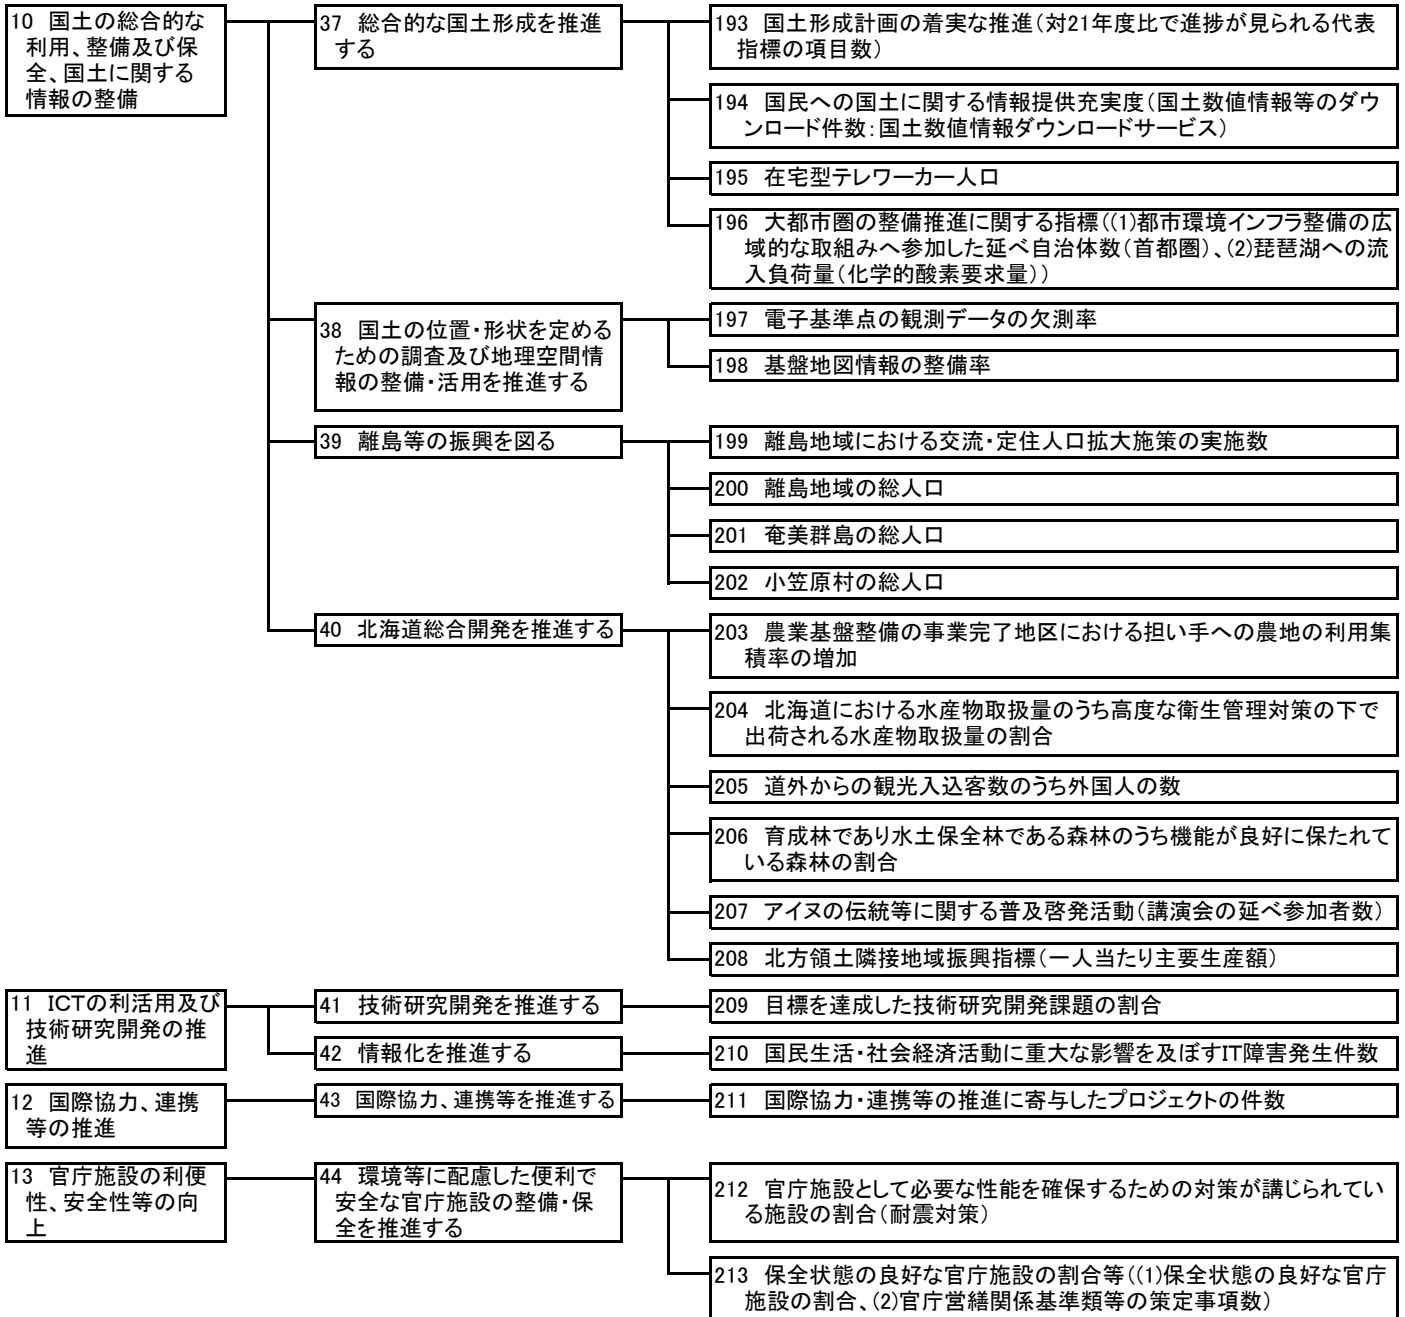 10 国土の総合的な
利用、整備及び保
全、国土に関する
情報の整備
37 総合的な国土形成を推進
する
193 国土形成計画の着実な推進(対21年度比で進捗が見られる代表
指標の項目数)
194 国民への国土に関する情報提供充実度(国土数値情報等のダウ
ンロード件数:国土数値情報ダウンロードサービス)
195 在宅型テレワーカー人口
196 大都市圏の整備推進に関する指標((1)都市環境インフラ整備の広
域的な取組みへ参加した延べ自治体数(首都圏)、(2)琵琶湖への流
入負荷量(化学的酸素要求量))
38 国土の位置・形状を定める
ための調査及び地理空間情
報の整備・活用を推進する
197 電子基準点の観測データの欠測率
198 基盤地図情報の整備率
39 離島等の振興を図る
199 離島地域における交流・定住人口拡大施策の実施数
200 離島地域の総人口
201 奄美群島の総人口
202 小笠原村の総人口
40 北海道総合開発を推進する
203 農業基盤整備の事業完了地区における担い手への農地の利用集
積率の増加
204 北海道における水産物取扱量のうち高度な衛生管理対策の下で
出荷される水産物取扱量の割合
205 道外からの観光入込客数のうち外国人の数
206 育成林であり水土保全林である森林のうち機能が良好に保たれて
いる森林の割合
207 アイヌの伝統等に関する普及啓発活動(講演会の延べ参加者数)
208 北方領土隣接地域振興指標(一人当たり主要生産額)
11 ICTの利活用及び
技術研究開発の推
進
41 技術研究開発を推進する
209 目標を達成した技術研究開発課題の割合
42 情報化を推進する
210 国民生活・社会経済活動に重大な影響を及ぼすIT障害発生件数
12 国際協力、連携
等の推進
43 国際協力、連携等を推進する
211 国際協力・連携等の推進に寄与したプロジェクトの件数
13 官庁施設の利便
性、安全性等の向
上
44 環境等に配慮した便利で
安全な官庁施設の整備・保
全を推進する
212 官庁施設として必要な性能を確保するための対策が講じられてい
る施設の割合(耐震対策)
213 保全状態の良好な官庁施設の割合等((1)保全状態の良好な官庁
施設の割合、(2)官庁営繕関係基準類等の策定事項数)